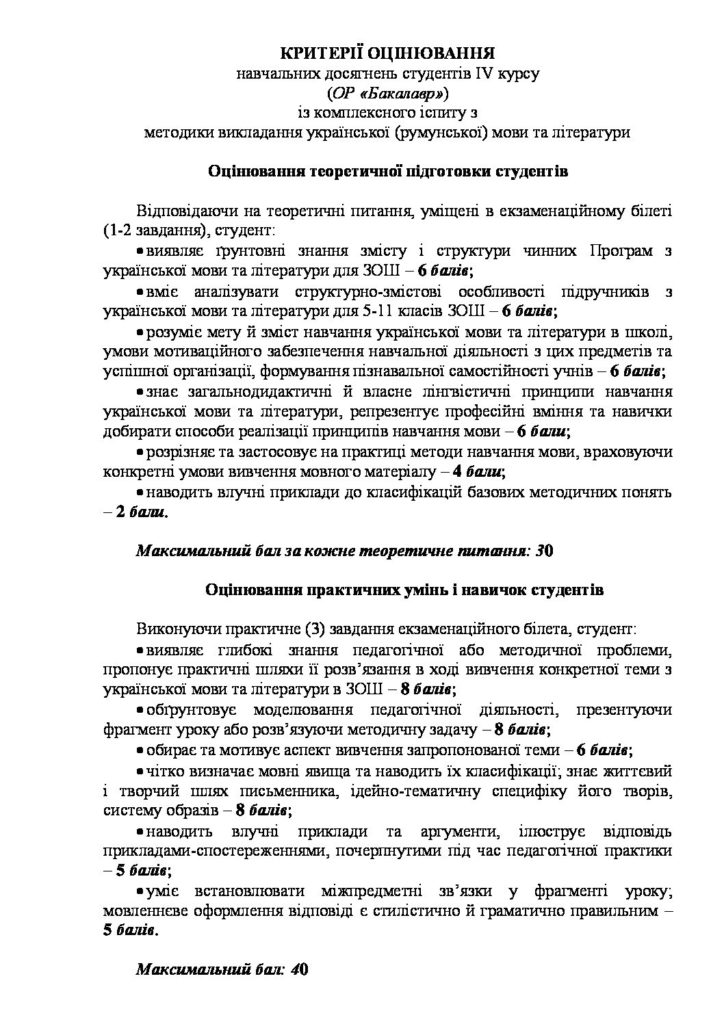 КРИТЕРІЇ ОЦІНЮВАННЯ
навчальних досягнень студентів IV курсу
(ОР «Бакалавр»)
із комплексного іспиту з
методики викладання української (румунської) мови та літератури
Оцінювання теоретичної підготовки студентів
Відповідаючи на теоретичні питання, уміщені в екзаменаційному білеті
(1-2 завдання), студент:
• виявляє ґрунтовні знання змісту і структури чинних Програм з
української мови та літератури для ЗОШ – 6 балів;
• вміє аналізувати структурно-змістові особливості підручників з
української мови та літератури для 5-11 класів ЗОШ – 6 балів;
• розуміє мету й зміст навчання української мови та літератури в школі,
умови мотиваційного забезпечення навчальної діяльності з цих предметів та
успішної організації, формування пізнавальної самостійності учнів – 6 балів;
• знає загальнодидактичні й власне лінгвістичні принципи навчання
української мови та літератури, репрезентує професійні вміння та навички
добирати способи реалізації принципів навчання мови – 6 бали;
• розрізняє та застосовує на практиці методи навчання мови, враховуючи
конкретні умови вивчення мовного матеріалу – 4 бали;
• наводить влучні приклади до класифікацій базових методичних понять
– 2 бали.
Максимальний бал за кожне теоретичне питання: 30
Оцінювання практичних умінь і навичок студентів
Виконуючи практичне (3) завдання екзаменаційного білета, студент:
• виявляє глибокі знання педагогічної або методичної проблеми,
пропонує практичні шляхи її розв’язання в ході вивчення конкретної теми з
української мови та літератури в ЗОШ – 8 балів;
• обґрунтовує моделювання педагогічної діяльності, презентуючи
фрагмент уроку або розв’язуючи методичну задачу – 8 балів;
• обирає та мотивує аспект вивчення запропонованої теми – 6 балів;
• чітко визначає мовні явища та наводить їх класифікації; знає життєвий
і творчий шлях письменника, ідейно-тематичну специфіку його творів,
систему образів – 8 балів;
• наводить влучні приклади та аргументи, ілюструє відповідь
прикладами-спостереженнями, почерпнутими під час педагогічної практики
– 5 балів;
• уміє встановлювати міжпредметні зв’язки у фрагменті уроку;
мовленнєве оформлення відповіді є стилістично й граматично правильним –
5 балів.
Максимальний бал: 40